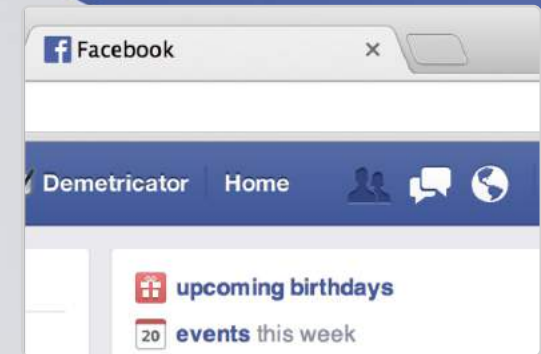 Facebook
Demetricator Home
upcoming birthdays
20 events this week